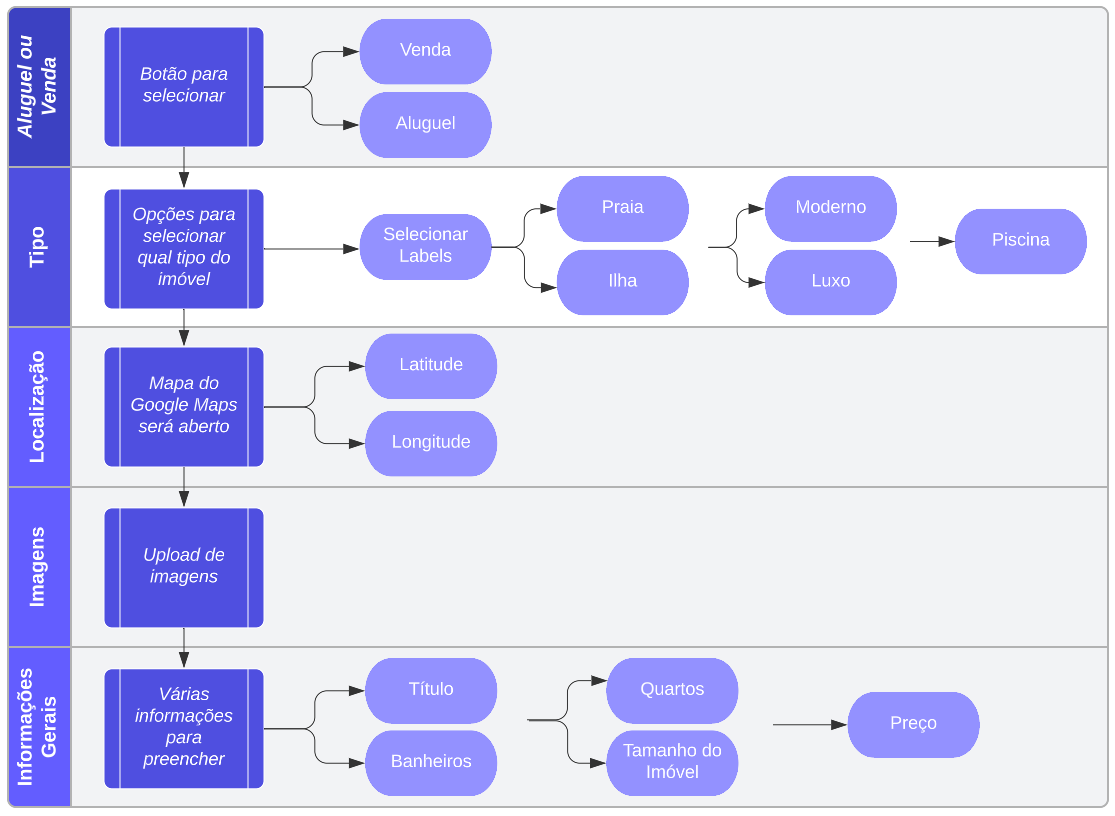 Aluguel ou
Venda
Botão para
selecionar
Venda
Aluguel
Tipo
Opções para
selecionar
qual tipo do
imóvel
Selecionar
Labels
Praia
Ilha
Moderno
Luxo
Piscina
Localização
Mapa do
Google Maps
será aberto
Latitude
Longitude
Imagens
Upload de
imagens
Informações
Gerais
Várias
informações
para
preencher
Título
Banheiros
Quartos
Tamanho do
Imóvel
Preço